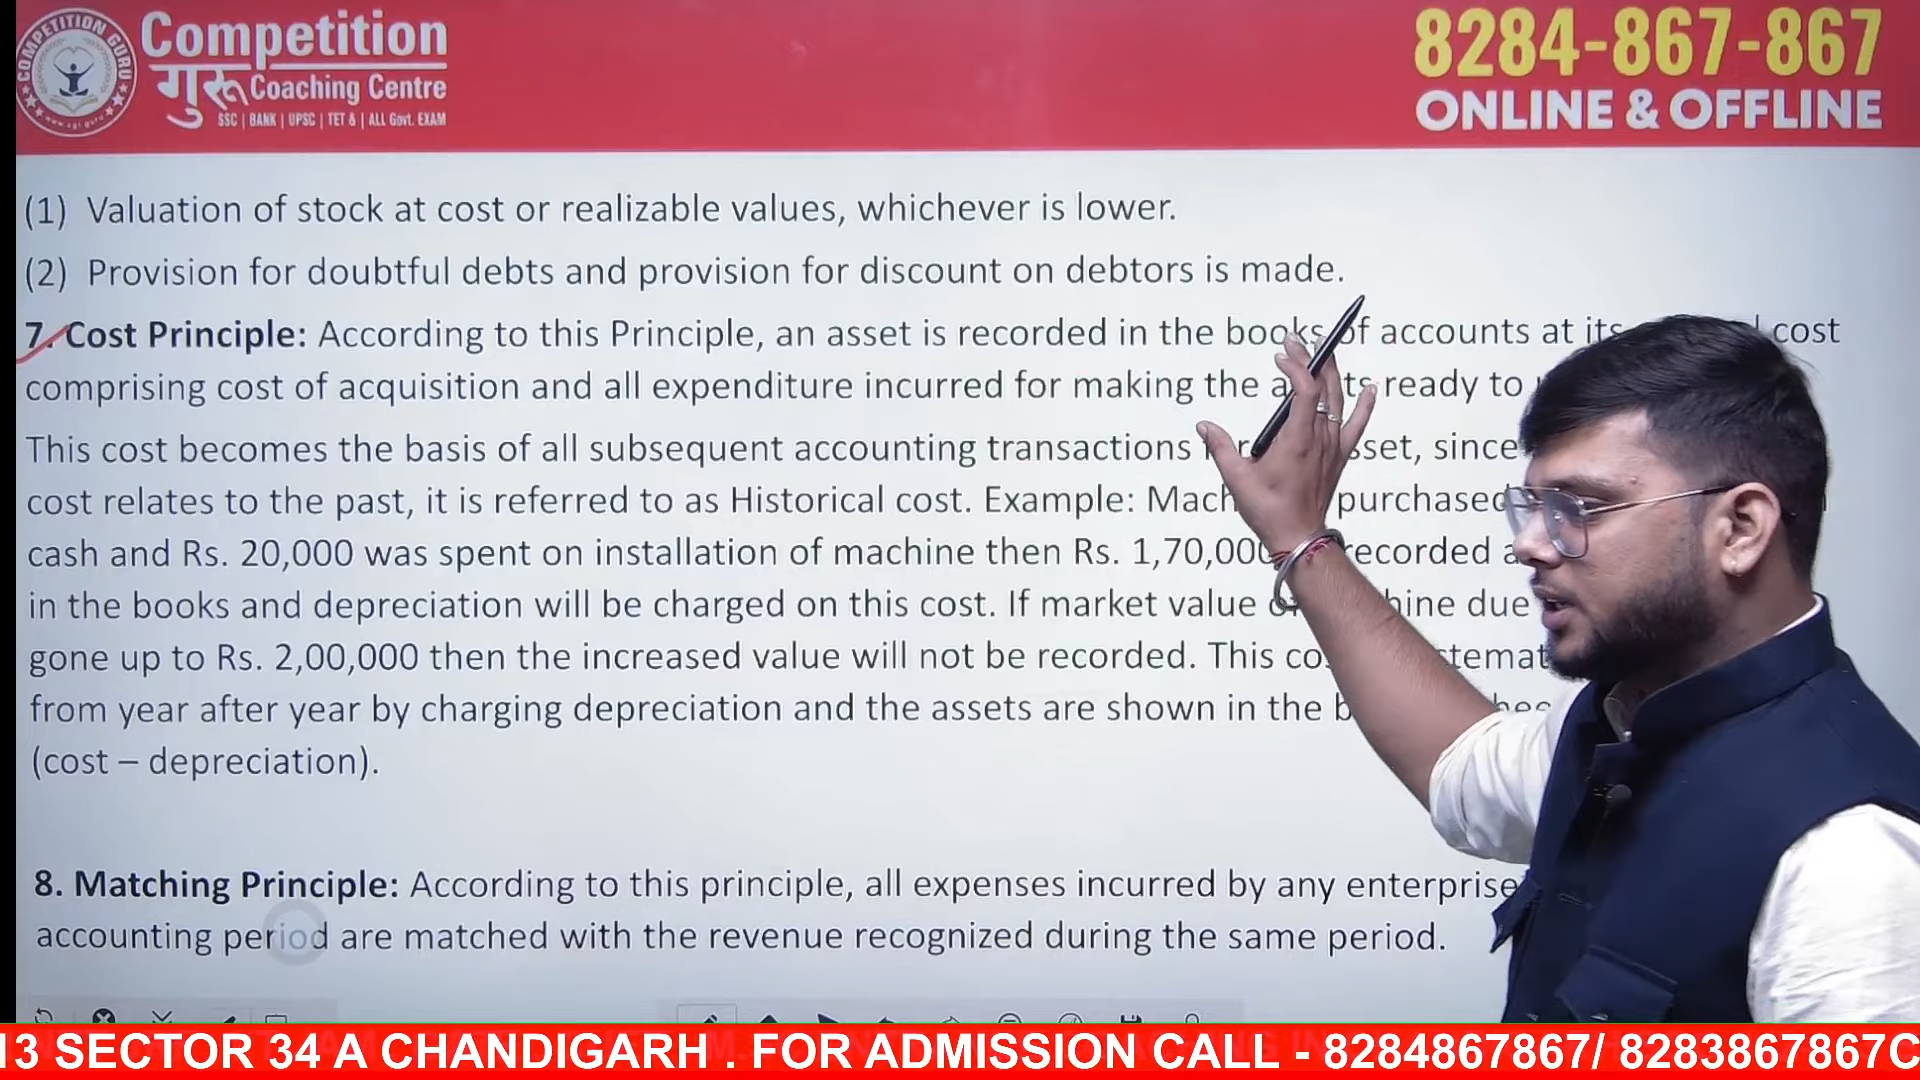 COMPETITION GURU
Competition
गुरू Coaching Centre
SSC | BANK | UPSC | TET & | ALL Govt. EXAM
8284-867-867
ONLINE & OFFLINE
(1) Valuation of stock at cost or realizable values, whichever is lower.
(2) Provision for doubtful debts and provision for discount on debtors is made.
7. Cost Principle: According to this Principle, an asset is recorded in the books of accounts at its cost
comprising cost of acquisition and all expenditure incurred for making the ready to
This cost becomes the basis of all subsequent accounting transactions since
cost relates to the past, it is referred to as Historical cost. Example: purchased
cash and Rs. 20,000 was spent on installation of machine then Rs. 1,70,000 recorded
in the books and depreciation will be charged on this cost. If market value due
gone up to Rs. 2,00,000 then the increased value will not be recorded. This
from year after year by charging depreciation and the assets are shown in the
(cost – depreciation).
8. Matching Principle: According to this principle, all expenses incurred by any enterprise
accounting period are matched with the revenue recognized during the same period.
13 SECTOR 34 A CHANDIGARH . FOR ADMISSION CALL - 8284867867/ 8283867867C